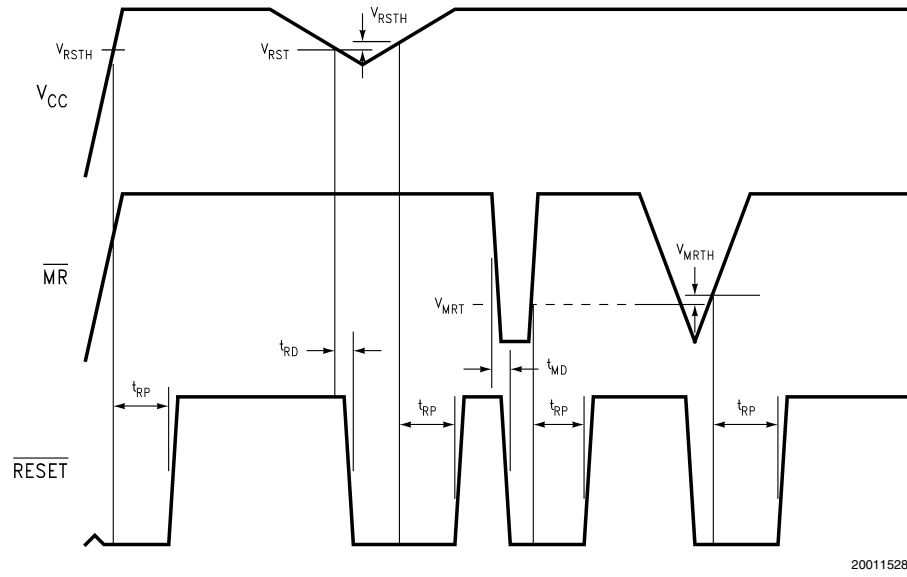 VRSTH
VRSTH
VRST
VCC
VMRTH
MR
VMRT
tRD
tMD
tRP
tRP
tRP
tRP
RESET
20011528